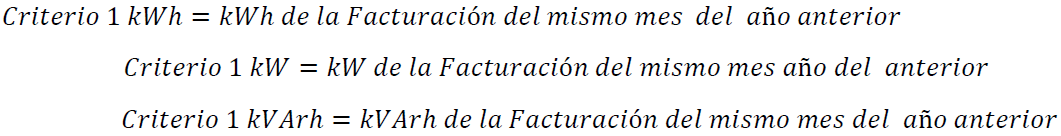 Criterio 1 kWh = kWh de la Facturación del mismo mes del año anterior
Criterio 1 kW = kW de la Facturación del mismo mes año del anterior
Criterio 1 kVArh = kVArh de la Facturación del mismo mes del año anterior